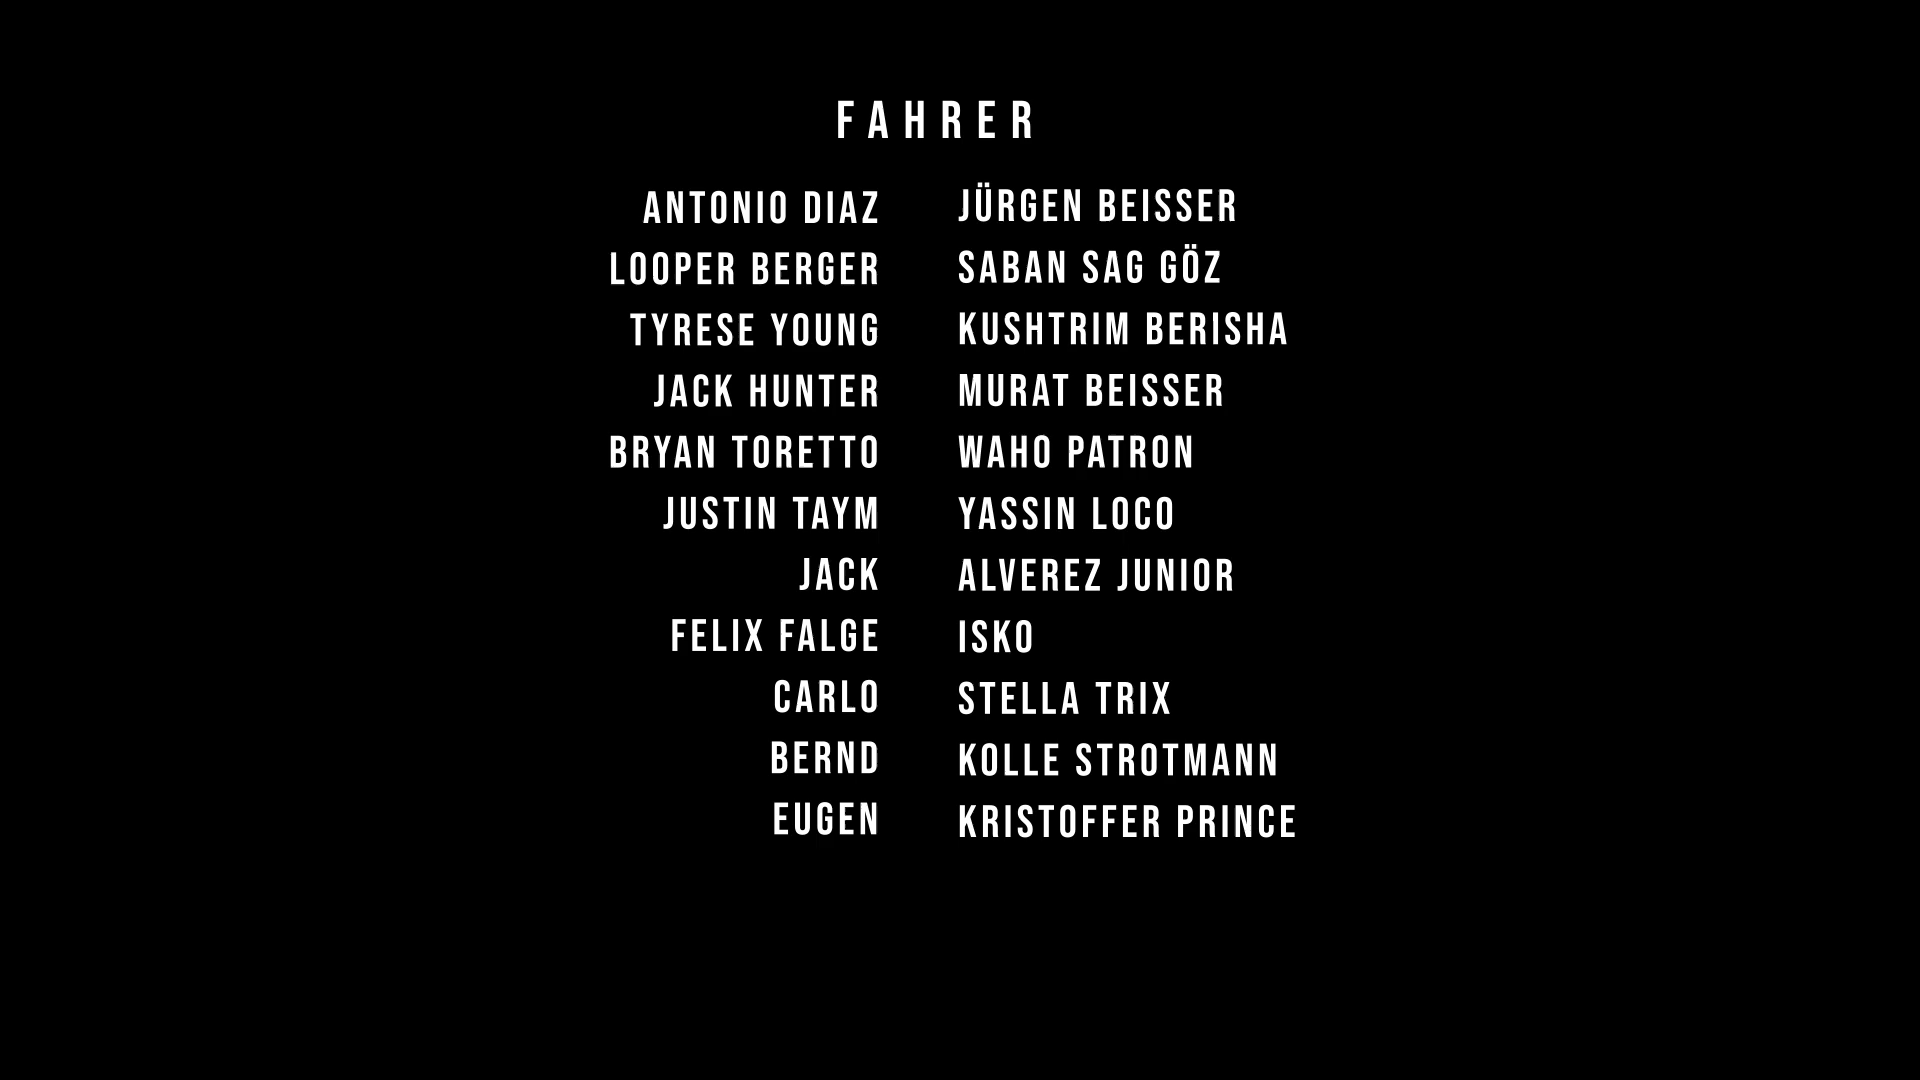 FAHRER
ANTONIO DIAZ JÜRGEN BEISSER
LOOPER BERGER SABAN SAG GÖZ
TYRESE YOUNG KUSHTRIM BERISHA
JACK HUNTER MURAT BEISSER
BRYAN TORETTO WAHO PATRON
JUSTIN TAYM YASSIN LOCO
JACK ALVEREZ JUNIOR
FELIX FALGE ISKO
CARLO STELLA TRIX
BERND KOLLE STROTMANN
EUGEN KRISTOFFER PRINCE